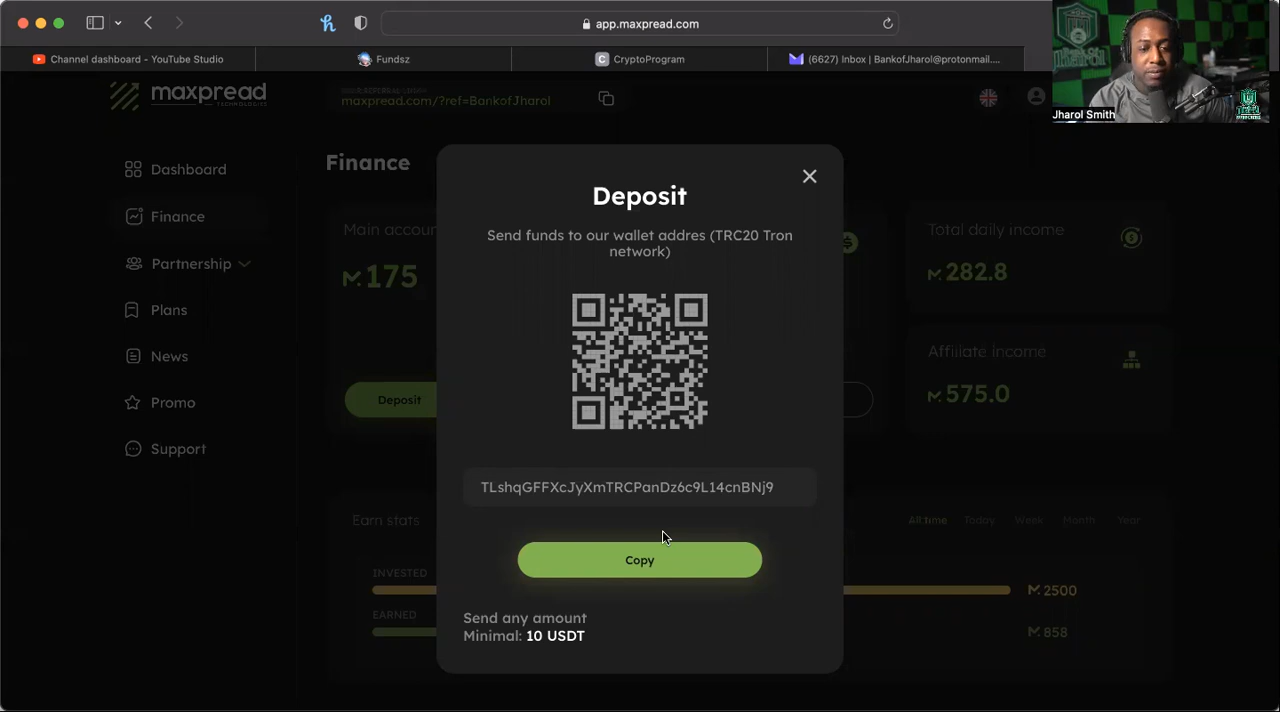 app.maxpread.com
Channel dashboard - YouTube Studio
Fundsz
C CryptoProgram
(6627) Inbox | BankofJharol@protonmail....
Jharol Smith
maxpread
TECHNOLOGIES
maxpread.com/?ref=BankofJharol
Dashboard
Finance
Partnership
Plans
News
Promo
Support
Finance
Main accoun
175
Deposit
Deposit
Send funds to our wallet addres (TRC20 Tron
network)
TLshqGFFXcJyXmTRCPanDz6c9L14cnBNj9
Copy
Send any amount
Minimal: 10 USDT
Total daily income
282.8
Affiliate income
575.0
Earn stats
All time
Today
Week
Month
Year
INVESTED
2500
EARNED
858